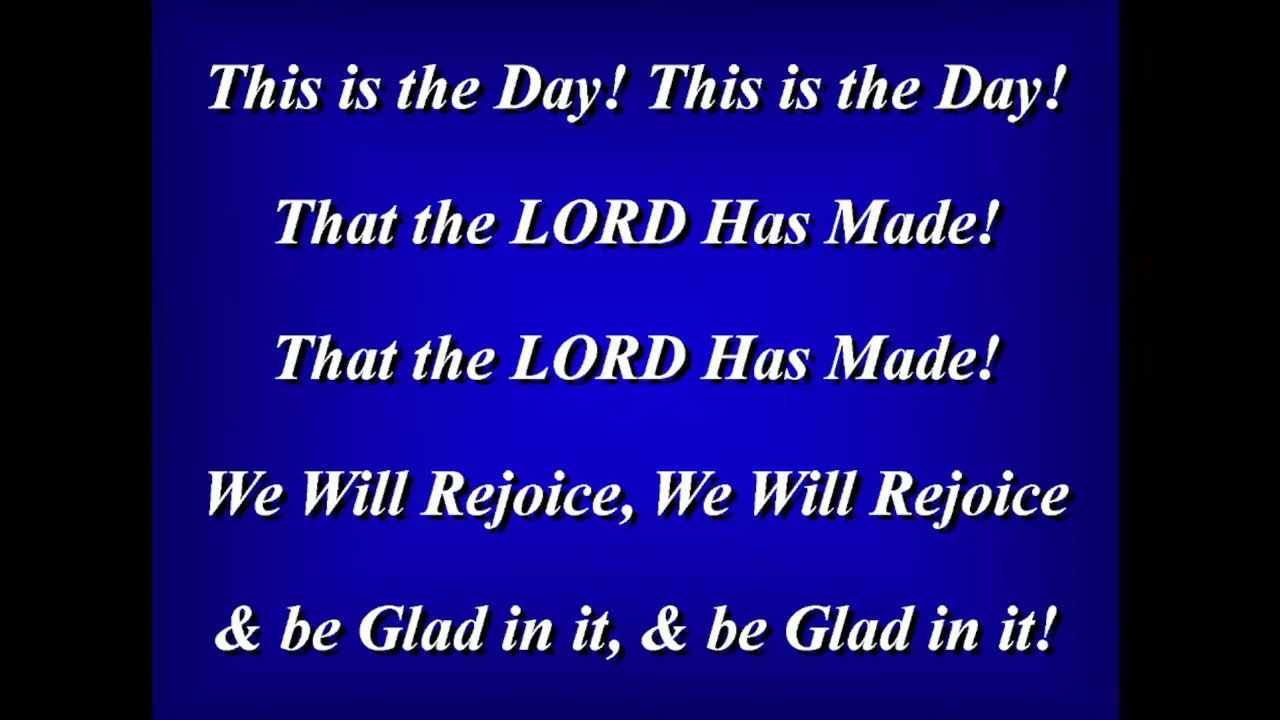 This is the Day! This is the Day!
That the LORD Has Made!
That the LORD Has Made!
We Will Rejoice, We Will Rejoice
& be Glad in it, & be Glad in it!